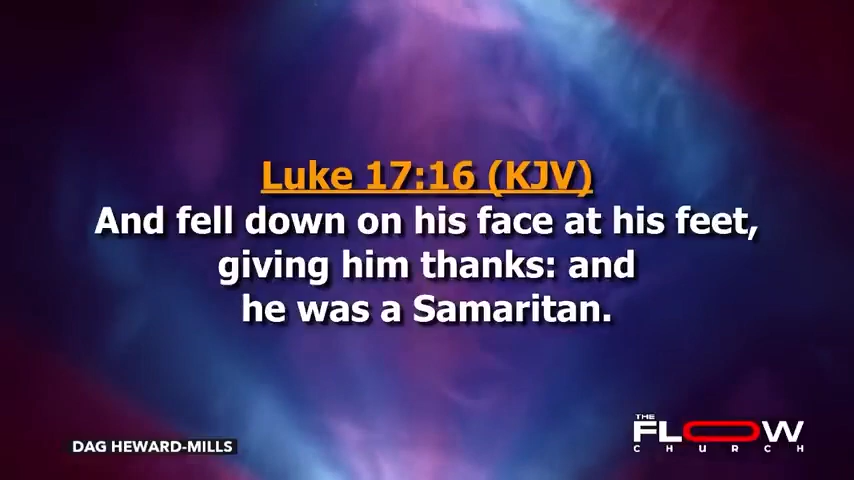 Luke 17:16 (KJV)
And fell down on his face at his feet,
giving him thanks: and
he was a Samaritan.
DAG HEWARD-MILLS
THE
FLOW
CHURCH